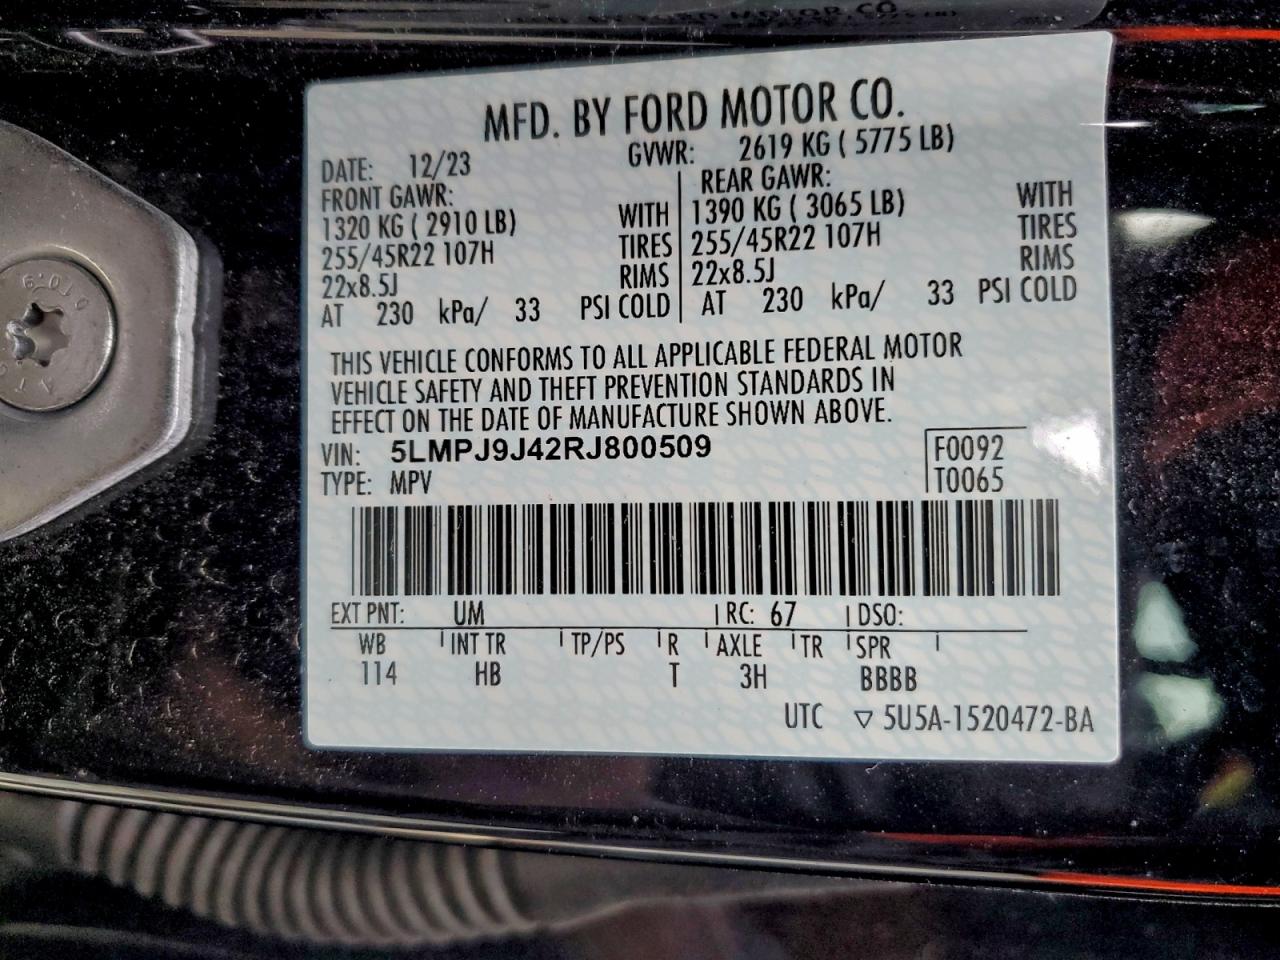 MFD. BY FORD MOTOR CO.
DATE: 12/23 GVWR: 2619 KG ( 5775 LB)
FRONT GAWR: REAR GAWR:
1320 KG ( 2910 LB) WITH 1390 KG ( 3065 LB) WITH
255/45R22 107H TIRES 255/45R22 107H TIRES
22x8.5J RIMS 22x8.5J RIMS
AT 230 kPa/ 33 PSI COLD AT 230 kPa/ 33 PSI COLD
THIS VEHICLE CONFORMS TO ALL APPLICABLE FEDERAL MOTOR
VEHICLE SAFETY AND THEFT PREVENTION STANDARDS IN
EFFECT ON THE DATE OF MANUFACTURE SHOWN ABOVE.
VIN: 5LMPJ9J42RJ800509 F0092
TYPE: MPV T0065
EXT PNT: UM RC: 67 DSO:
WB INT TR TP/PS R AXLE TR SPR
114 HB T 3H BBBB
UTC ▽ 5U5A-1520472-BA